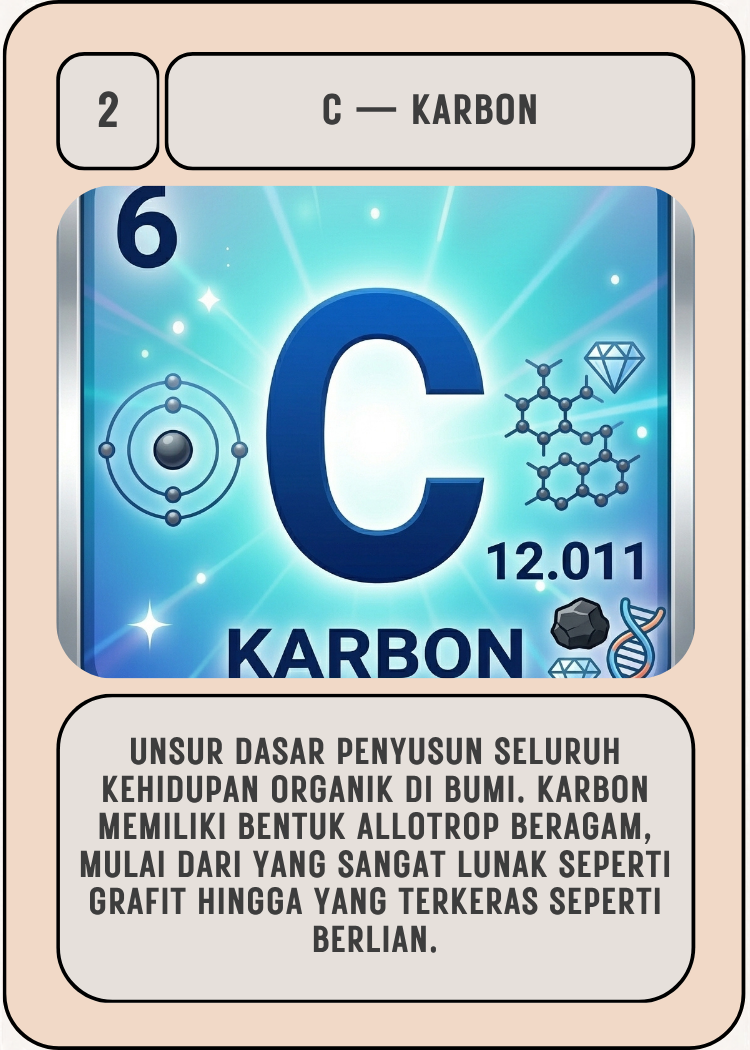 2
C — KARBON
6
C
12.011
KARBON
UNSUR DASAR PENYUSUN SELURUH
KEHIDUPAN ORGANIK DI BUMI. KARBON
MEMILIKI BENTUK ALLOTROP BERAGAM,
MULAI DARI YANG SANGAT LUNAK SEPERTI
GRAFIT HINGGA YANG TERKERAS SEPERTI
BERLIAN.